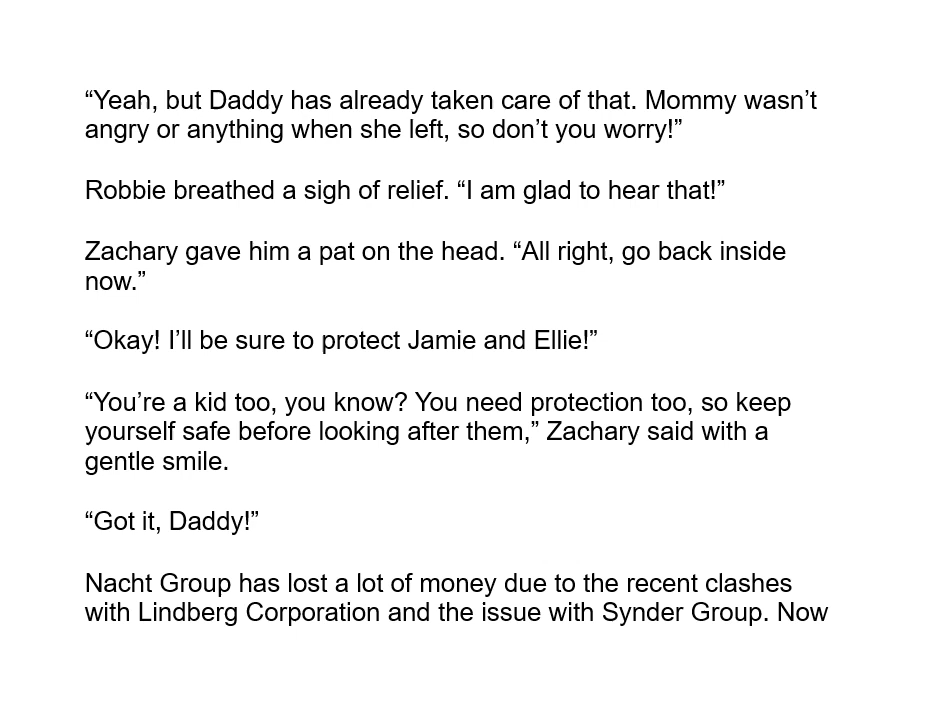 “Yeah, but Daddy has already taken care of that. Mommy wasn’t
angry or anything when she left, so don’t you worry!”
Robbie breathed a sigh of relief. “I am glad to hear that!”
Zachary gave him a pat on the head. “All right, go back inside
now.”
“Okay! I’ll be sure to protect Jamie and Ellie!”
“You’re a kid too, you know? You need protection too, so keep
yourself safe before looking after them,” Zachary said with a
gentle smile.
“Got it, Daddy!”
Nacht Group has lost a lot of money due to the recent clashes
with Lindberg Corporation and the issue with Synder Group. Now